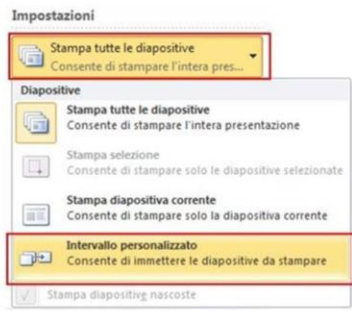 Impostazioni
Stampa tutte le diapositive
Consente di stampare l'intera pres...
Diapositive
Stampa tutte le diapositive
Consente di stampare l'intera presentazione
Stampa selezione
Consente di stampare solo le diapositive selezionate
Stampa diapositiva corrente
Consente di stampare solo la diapositiva corrente
Intervallo personalizzato
Consente di immettere le diapositive da stampare
Stampa diapositive nascoste